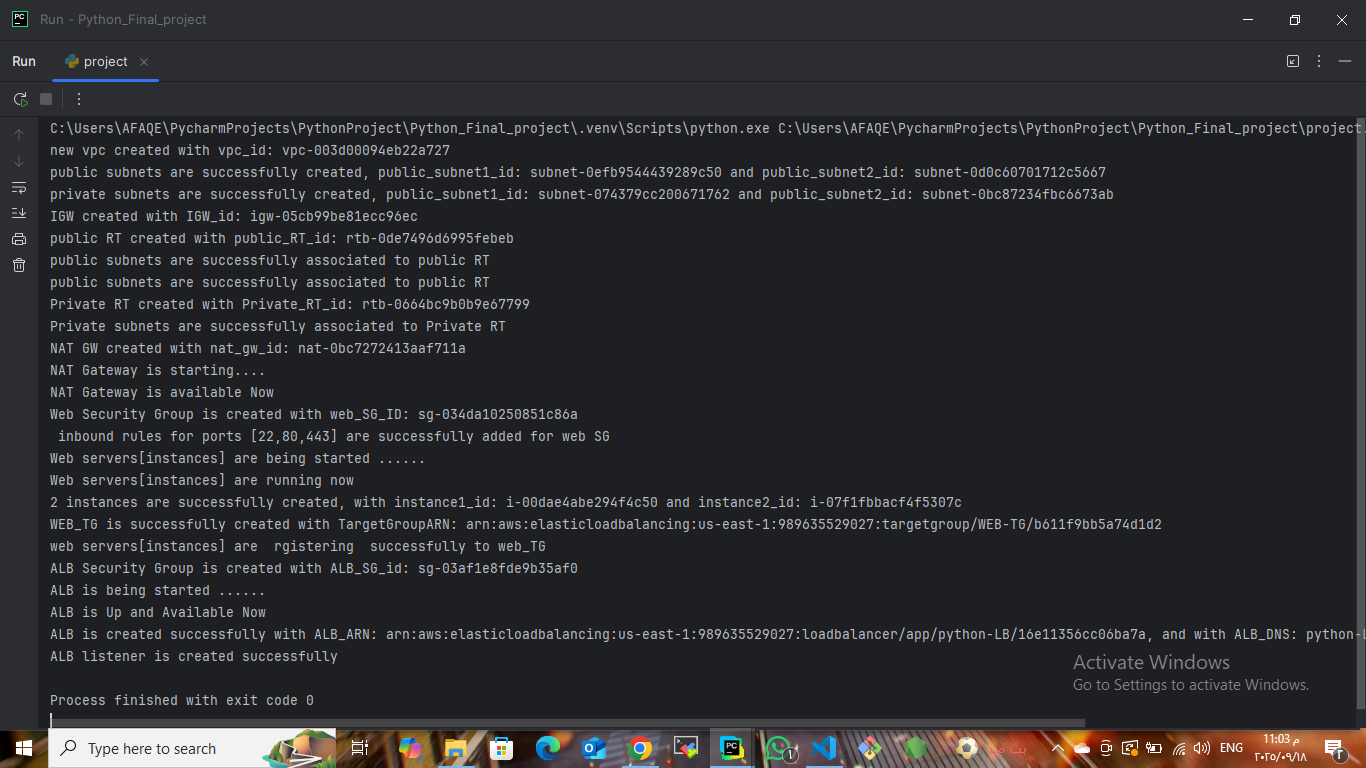 PC
Run - Python_Final_project
Run
project
C:\Users\AFAQE\PycharmProjects\PythonProject\Python_Final_project\.venv\Scripts\python.exe C:\Users\AFAQE\PycharmProjects\PythonProject\Python_Final_project\project.
new vpc created with vpc_id: vpc-003d00094eb22a727
public subnets are successfully created, public_subnet1_id: subnet-0efb9544439289c50 and public_subnet2_id: subnet-0d0c60701712c5667
private subnets are successfully created, public_subnet1_id: subnet-074379cc200671762 and public_subnet2_id: subnet-0bc87234fbc6673ab
IGW created with IGW_id: igw-05cb99be81ecc96ec
public RT created with public_RT_id: rtb-0de7496d6995febeb
public subnets are successfully associated to public RT
public subnets are successfully associated to public RT
Private RT created with Private_RT_id: rtb-0664bc9b0b9e67799
Private subnets are successfully associated to Private RT
NAT GW created with nat_gw_id: nat-0bc7272413aaf711a
NAT Gateway is starting....
NAT Gateway is available Now
Web Security Group is created with web_SG_ID: sg-034da10250851c86a
 inbound rules for ports [22,80,443] are successfully added for web SG
Web servers[instances] are being started ......
Web servers[instances] are running now
2 instances are successfully created, with instance1_id: i-00dae4abe294f4c50 and instance2_id: i-07f1fbbacf4f5307c
WEB_TG is successfully created with TargetGroupARN: arn:aws:elasticloadbalancing:us-east-1:989635529027:targetgroup/WEB-TG/b611f9bb5a74d1d2
web servers[instances] are  rgistering  successfully to web_TG
ALB Security Group is created with ALB_SG_id: sg-03af1e8fde9b35af0
ALB is being started ......
ALB is Up and Available Now
ALB is created successfully with ALB_ARN: arn:aws:elasticloadbalancing:us-east-1:989635529027:loadbalancer/app/python-LB/16e11356cc06ba7a, and with ALB_DNS: python-L
ALB listener is created successfully
Activate Windows
Go to Settings to activate Windows.
Process finished with exit code 0
Type here to search
PC
١
ENG
11:03 م
٢٠٢٥/٠٩/١٨
٢